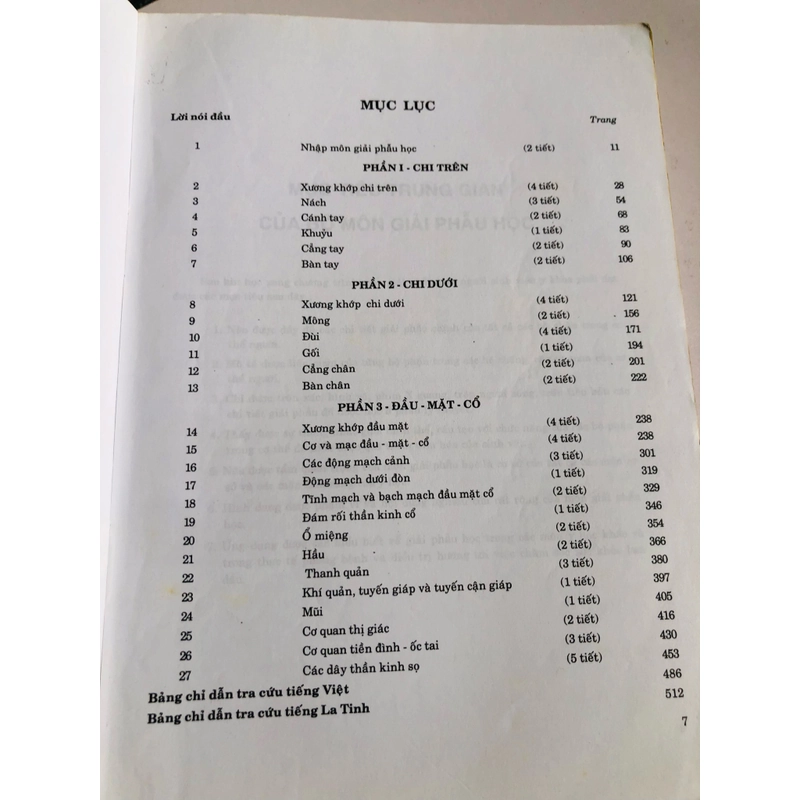 MỤC LỤC
Lời nói đầu Trang
1 Nhập môn giải phẫu học (2 tiết) 11
PHẦN I - CHI TRÊN
2 Xương khớp chi trên (4 tiết) 28
3 Nách (3 tiết) 54
4 Cánh tay (2 tiết) 68
5 Khuỷu (1 tiết) 83
6 Cẳng tay (2 tiết) 90
7 Bàn tay (2 tiết) 106
PHẦN 2 - CHI DƯỚI
8 Xương khớp chi dưới (4 tiết) 121
9 Mông (2 tiết) 156
10 Đùi (4 tiết) 171
11 Gối (1 tiết) 194
12 Cẳng chân (2 tiết) 201
13 Bàn chân (2 tiết) 222
PHẦN 3 - ĐẦU - MẶT - CỔ
14 Xương khớp đầu mặt (4 tiết) 238
15 Cơ và mạc đầu - mặt - cổ (4 tiết) 238
16 Các động mạch cảnh (3 tiết) 301
17 Động mạch dưới đòn (1 tiết) 319
18 Tĩnh mạch và bạch mạch đầu mặt cổ (2 tiết) 329
19 Đám rối thần kinh cổ (1 tiết) 346
20 Ổ miệng (2 tiết) 354
21 Hầu (2 tiết) 366
22 Thanh quản (3 tiết) 380
23 Khí quản, tuyến giáp và tuyến cận giáp (1 tiết) 397
24 Mũi (1 tiết) 405
25 Cơ quan thị giác (2 tiết) 416
26 Cơ quan tiền đình - ốc tai (3 tiết) 430
27 Các dây thần kinh sọ (5 tiết) 453
Bảng chỉ dẫn tra cứu tiếng Việt 486
Bảng chỉ dẫn tra cứu tiếng La Tinh 512
7